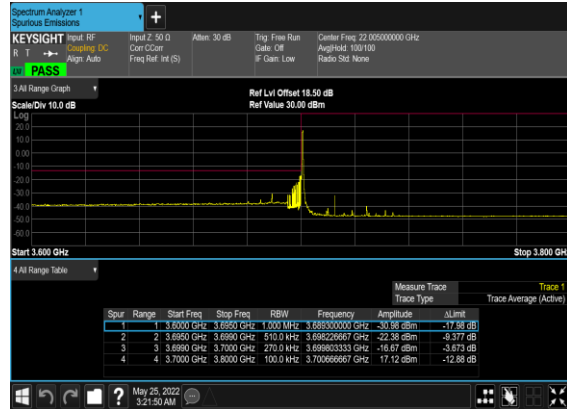 Spectrum Analyzer 1
Spurious Emissions
KEYSIGHT Input: RF Input Z: 50 Ω Atten: 30 dB Trig: Free Run Center Freq: 22.005000000 GHz
R T Coupling: DC Corr CCorr Gate: Off Avg|Hold: 100/100
Align: Auto Freq Ref: Int (S) IF Gain: Low Radio Std: None
PASS
3 All Range Graph
Ref Lvl Offset 18.50 dB
Scale/Div 10.0 dB Ref Value 30.00 dBm
Log
20.0
10.0
0.00
-10.0
-20.0
-30.0
-40.0
-50.0
-60.0
Start 3.600 GHz Stop 3.800 GHz
4 All Range Table
Measure Trace Trace 1
Trace Type Trace Average (Active)
Spur Range Start Freq Stop Freq RBW Frequency Amplitude ΔLimit
1 1 3.6000 GHz 3.6950 GHz 1.000 MHz 3.689300000 GHz -30.98 dBm -17.98 dB
2 2 3.6950 GHz 3.6990 GHz 510.0 kHz 3.698226667 GHz -22.38 dBm -9.377 dB
3 3 3.6990 GHz 3.7000 GHz 270.0 kHz 3.699803333 GHz -16.67 dBm -3.673 dB
4 4 3.7000 GHz 3.8000 GHz 100.0 kHz 3.700666667 GHz 17.12 dBm -12.88 dB
? May 25, 2022
3:21:50 AM